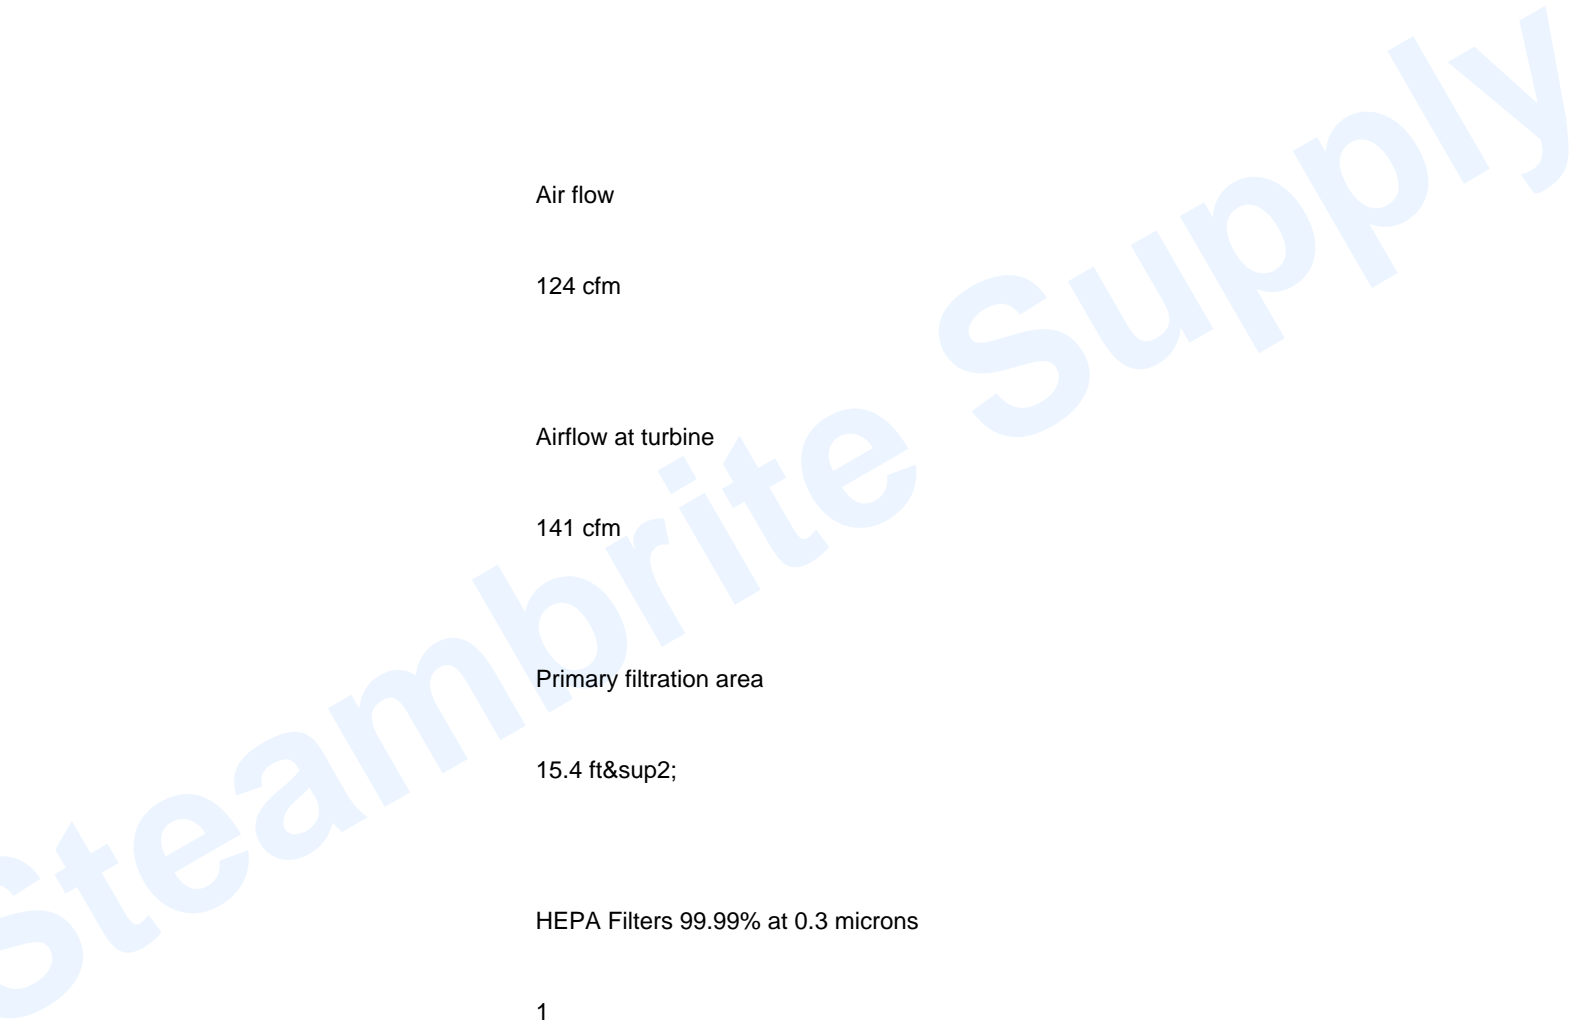 Air flow
124 cfm
Airflow at turbine
141 cfm
Primary filtration area
15.4 ft&sup2;
HEPA Filters 99.99% at 0.3 microns
1
Steambrite Supply